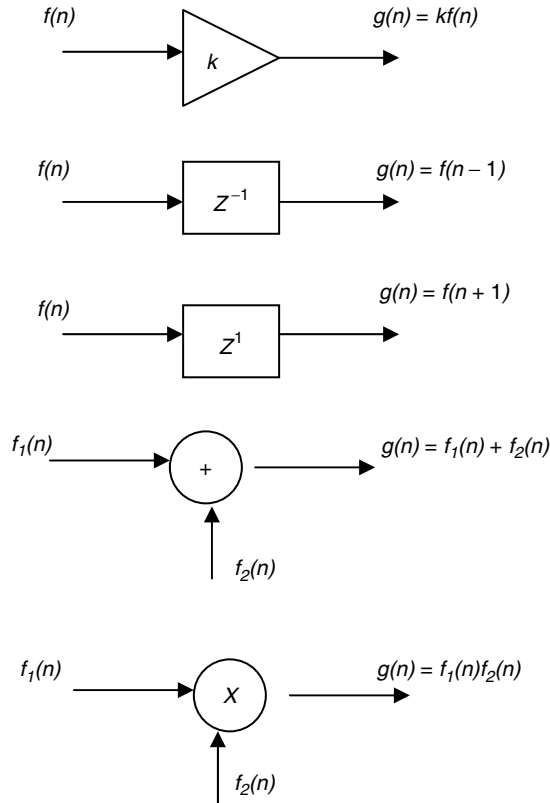 f(n)
g(n) = kf(n)
k
f(n)
g(n) = f(n − 1)
Z⁻¹
f(n)
g(n) = f(n + 1)
Z¹
f₁(n)
g(n) = f₁(n) + f₂(n)
+
f₂(n)
f₁(n)
g(n) = f₁(n)f₂(n)
X
f₂(n)